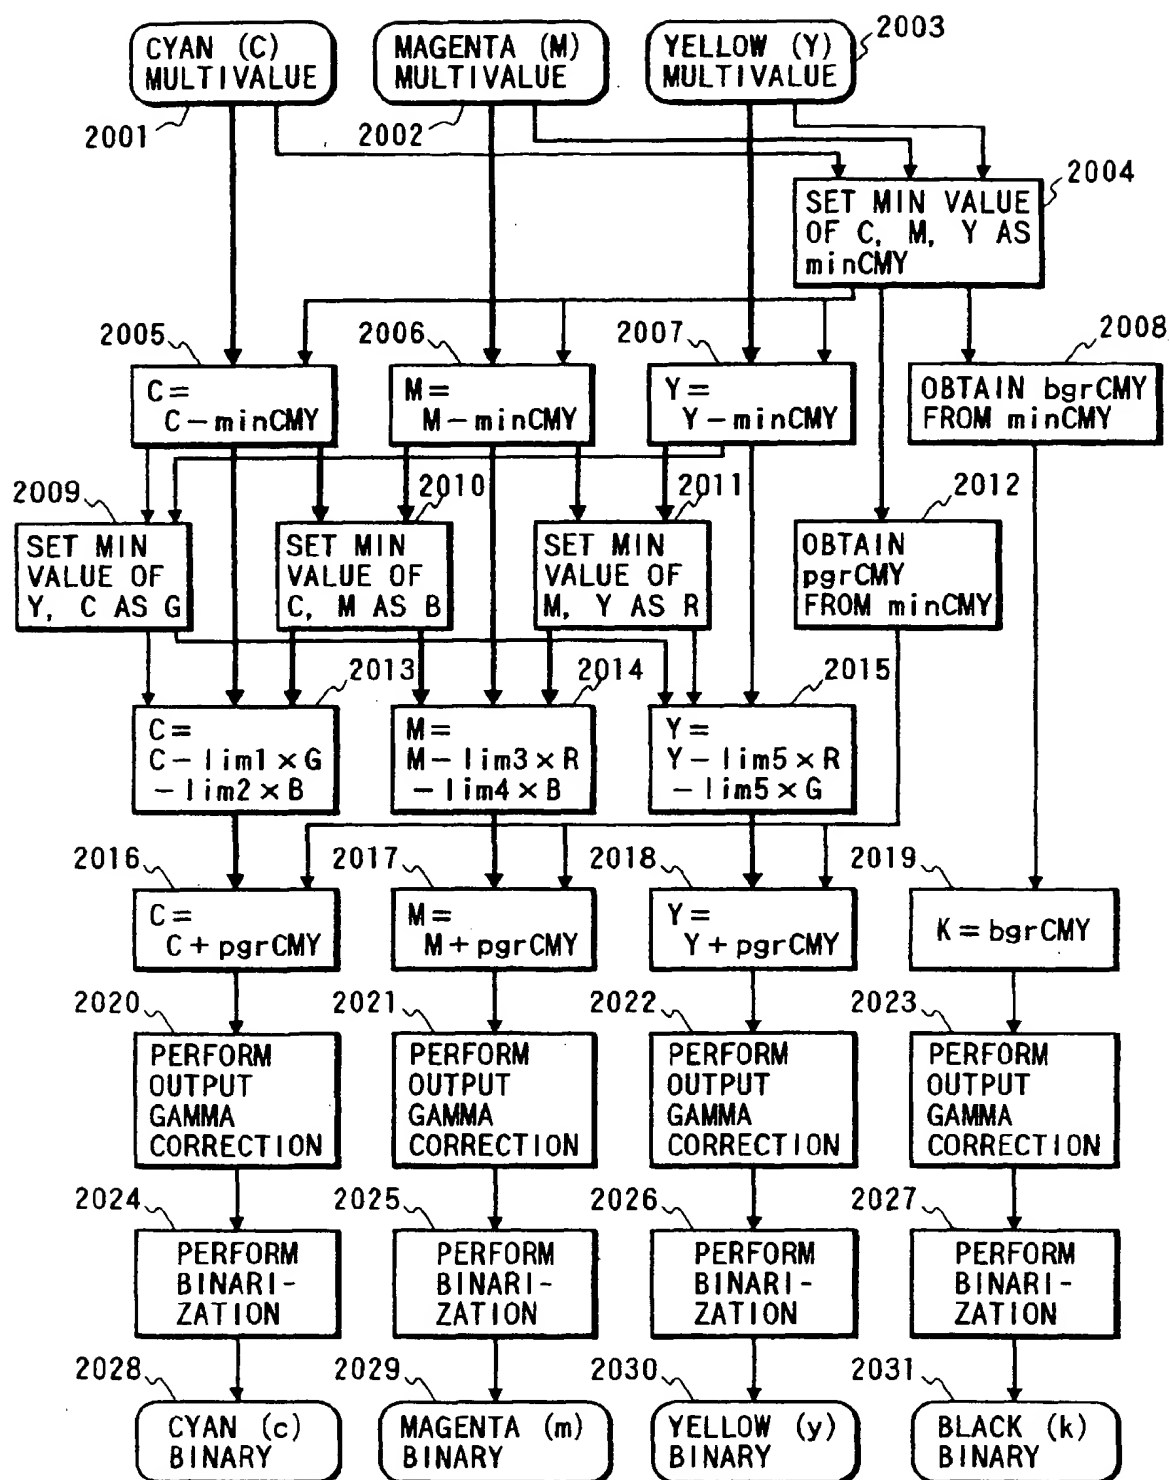 CYAN (C)
MULTIVALUE
MAGENTA (M)
MULTIVALUE
YELLOW (Y)
MULTIVALUE
2003
2001
2002
2004
SET MIN VALUE
OF C, M, Y AS
minCMY
2005
2006
2007
2008
C=
C-minCMY
M=
M-minCMY
Y=
Y-minCMY
OBTAIN bgrCMY
FROM minCMY
2009
2010
2011
2012
SET MIN
VALUE OF
Y, C AS G
SET MIN
VALUE OF
C, M AS B
SET MIN
VALUE OF
M, Y AS R
OBTAIN
pgrCMY
FROM minCMY
2013
2014
2015
C=
C-lim1×G
-lim2×B
M=
M-lim3×R
-lim4×B
Y=
Y-lim5×R
-lim5×G
2016
2017
2018
2019
C=
C+pgrCMY
M=
M+pgrCMY
Y=
Y+pgrCMY
K=bgrCMY
2020
2021
2022
2023
PERFORM
OUTPUT
GAMMA
CORRECTION
PERFORM
OUTPUT
GAMMA
CORRECTION
PERFORM
OUTPUT
GAMMA
CORRECTION
PERFORM
OUTPUT
GAMMA
CORRECTION
2024
2025
2026
2027
PERFORM
BINARI-
ZATION
PERFORM
BINARI-
ZATION
PERFORM
BINARI-
ZATION
PERFORM
BINARI-
ZATION
2028
2029
2030
2031
CYAN (c)
BINARY
MAGENTA (m)
BINARY
YELLOW (y)
BINARY
BLACK (k)
BINARY